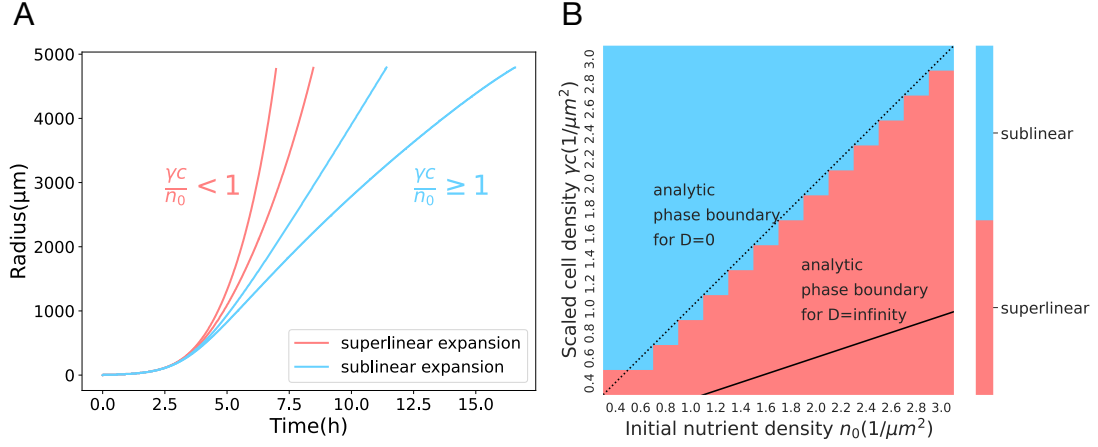 A
B
5000
4000
3000
2000
1000
0
Radius(μm)
γc/n₀ < 1
γc/n₀ ≥ 1
superlinear expansion
sublinear expansion
0.0 2.5 5.0 7.5 10.0 12.5 15.0
Time(h)
Scaled cell density γc(1/μm²)
3.0
2.8
2.6
2.4
2.2
2.0
1.8
1.6
1.4
1.2
1.0
0.8
0.6
0.4
analytic
phase boundary
for D=0
analytic
phase boundary
for D=infinity
0.4 0.6 0.8 1.0 1.2 1.4 1.6 1.8 2.0 2.2 2.4 2.6 2.8 3.0
Initial nutrient density n₀(1/μm²)
sublinear
superlinear